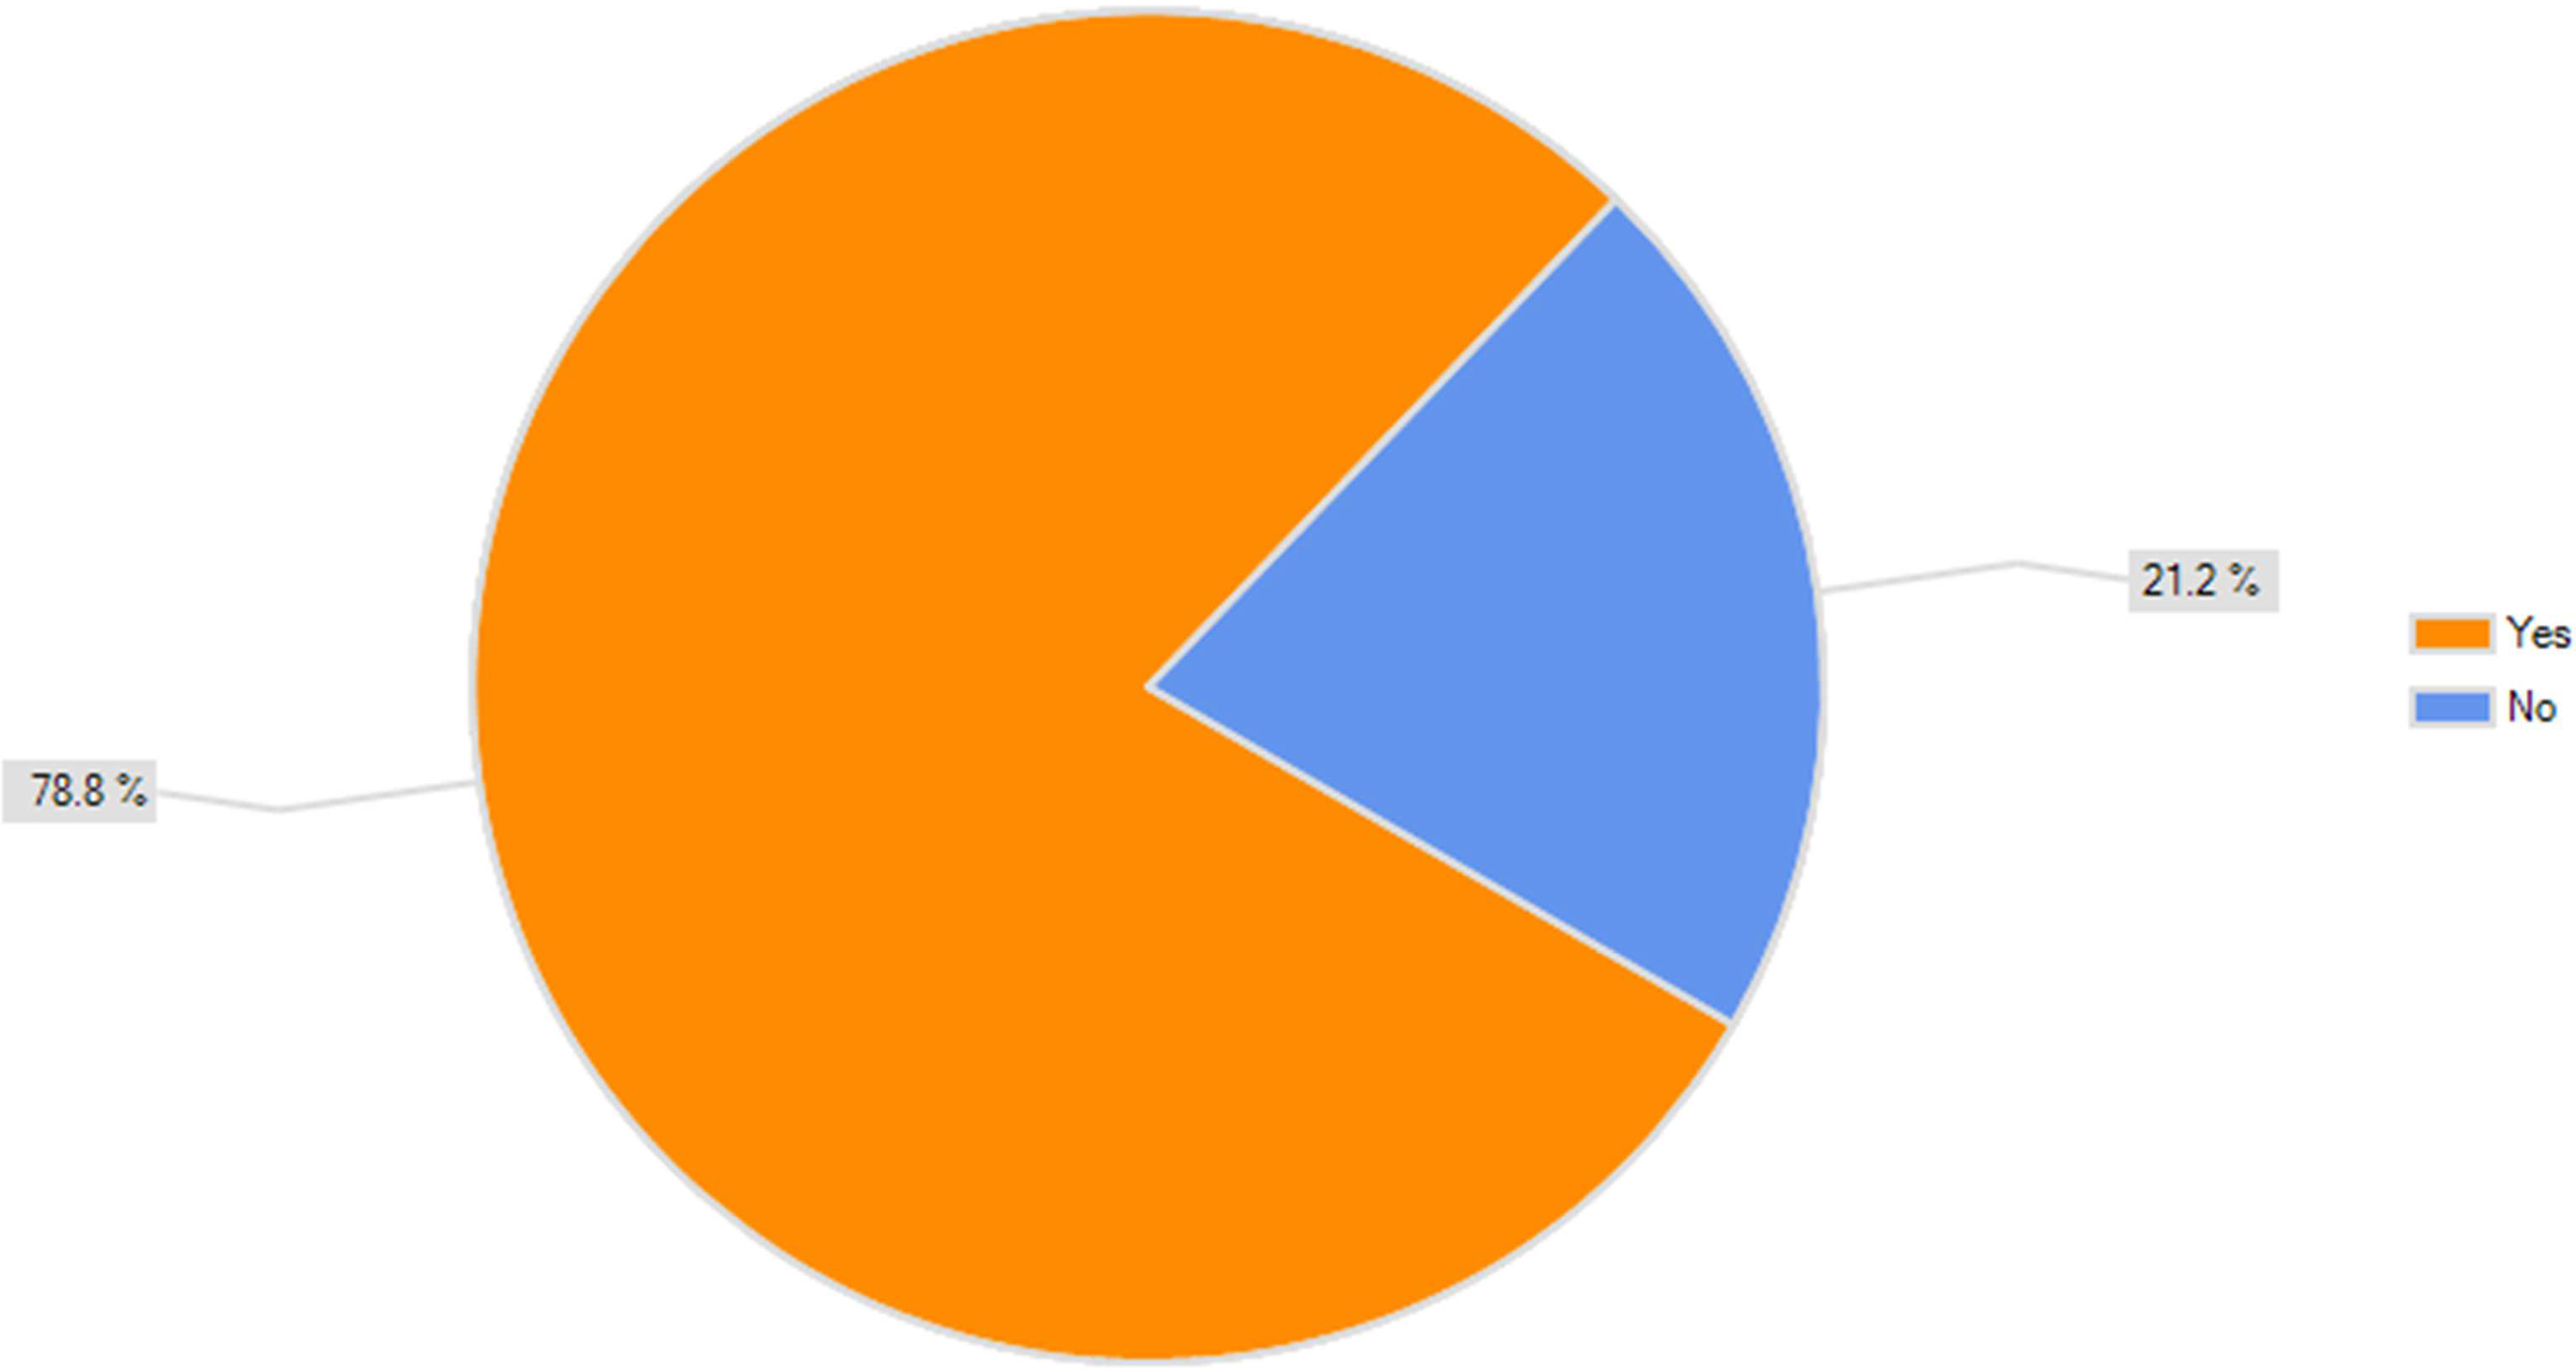 21.2 %
Yes
No
78.8 %